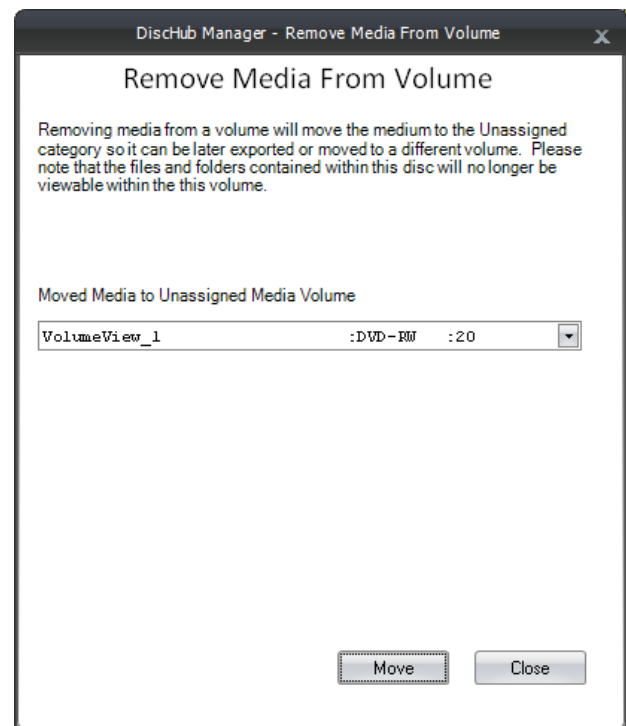 DiscHub Manager - Remove Media From Volume
x
Remove Media From Volume
Removing media from a volume will move the medium to the Unassigned
category so it can be later exported or moved to a different volume.  Please
note that the files and folders contained within this disc will no longer be
viewable within the this volume.
Moved Media to Unassigned Media Volume
VolumeView_1 :DVD-RW :20
Move Close